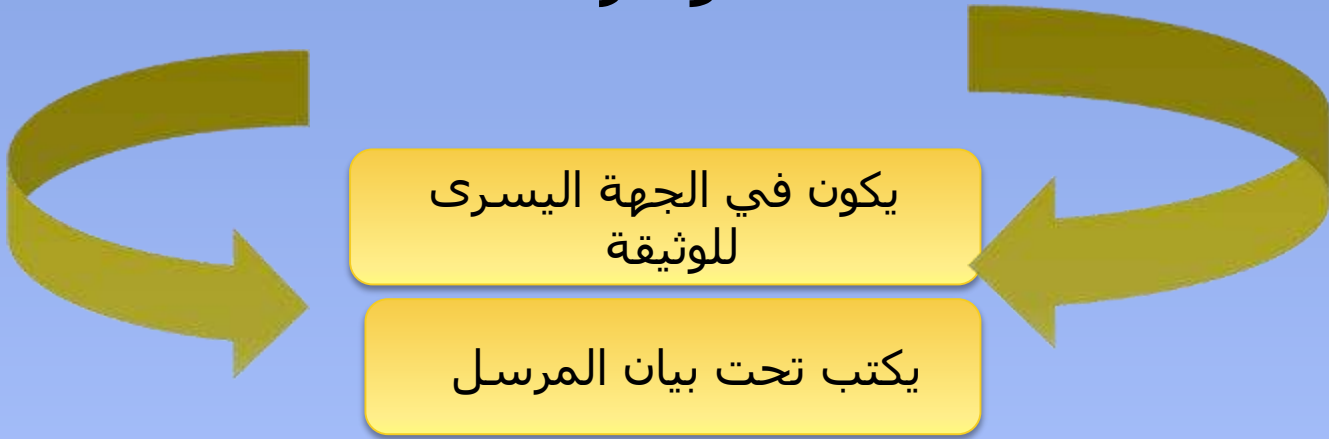 يكون في الجهة اليسرى
للوثيقة
يكتب تحت بيان المرسل